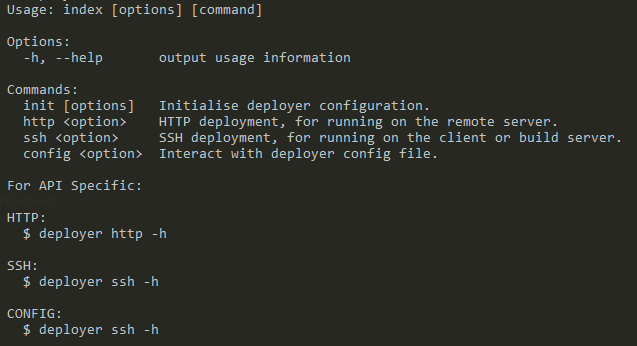 Usage: index [options] [command]

Options:
  -h, --help       output usage information

Commands:
  init [options]   Initialise deployer configuration.
  http <option>    HTTP deployment, for running on the remote server.
  ssh <option>     SSH deployment, for running on the client or build server.
  config <option>  Interact with deployer config file.

For API Specific:

HTTP:
  $ deployer http -h

SSH:
  $ deployer ssh -h

CONFIG:
  $ deployer ssh -h